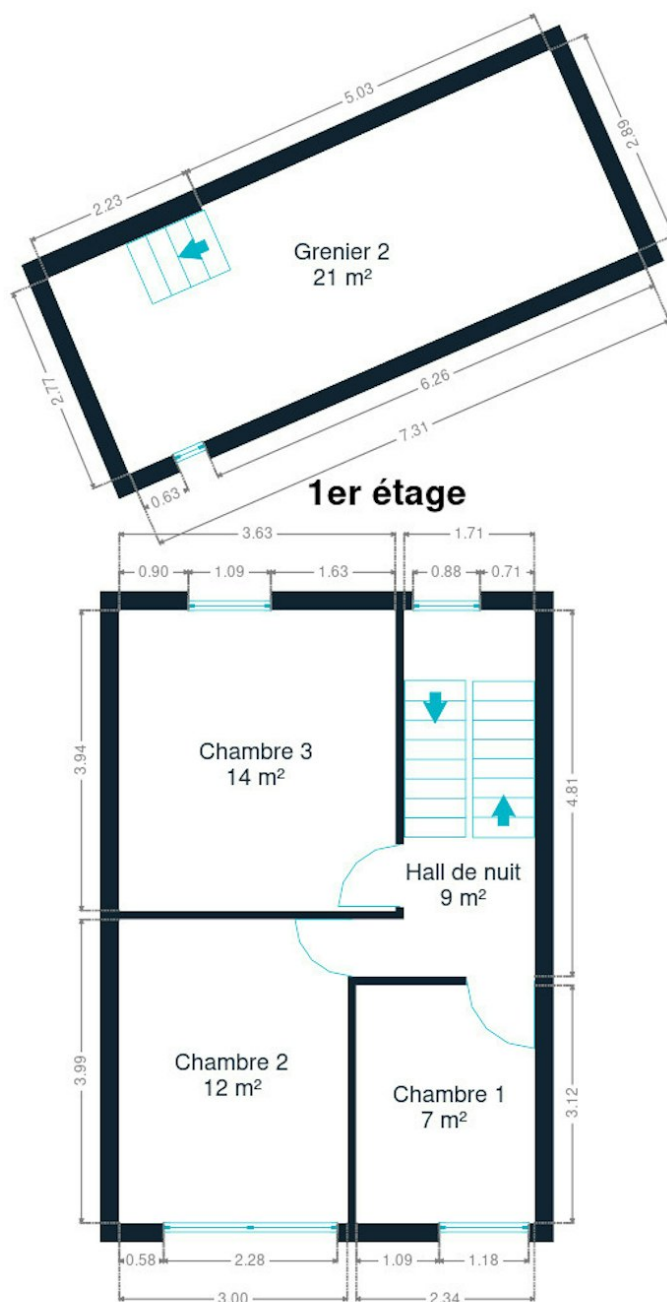 5.03
2.23
2.89
Grenier 2
21 m²
2.77
6.26
7.31
0.63
1er étage
3.63
1.71
0.90
1.09
1.63
0.88
0.71
3.94
Chambre 3
14 m²
4.81
Hall de nuit
9 m²
3.99
Chambre 2
12 m²
Chambre 1
7 m²
3.12
0.58
2.28
1.09
1.18
3.00
2.34